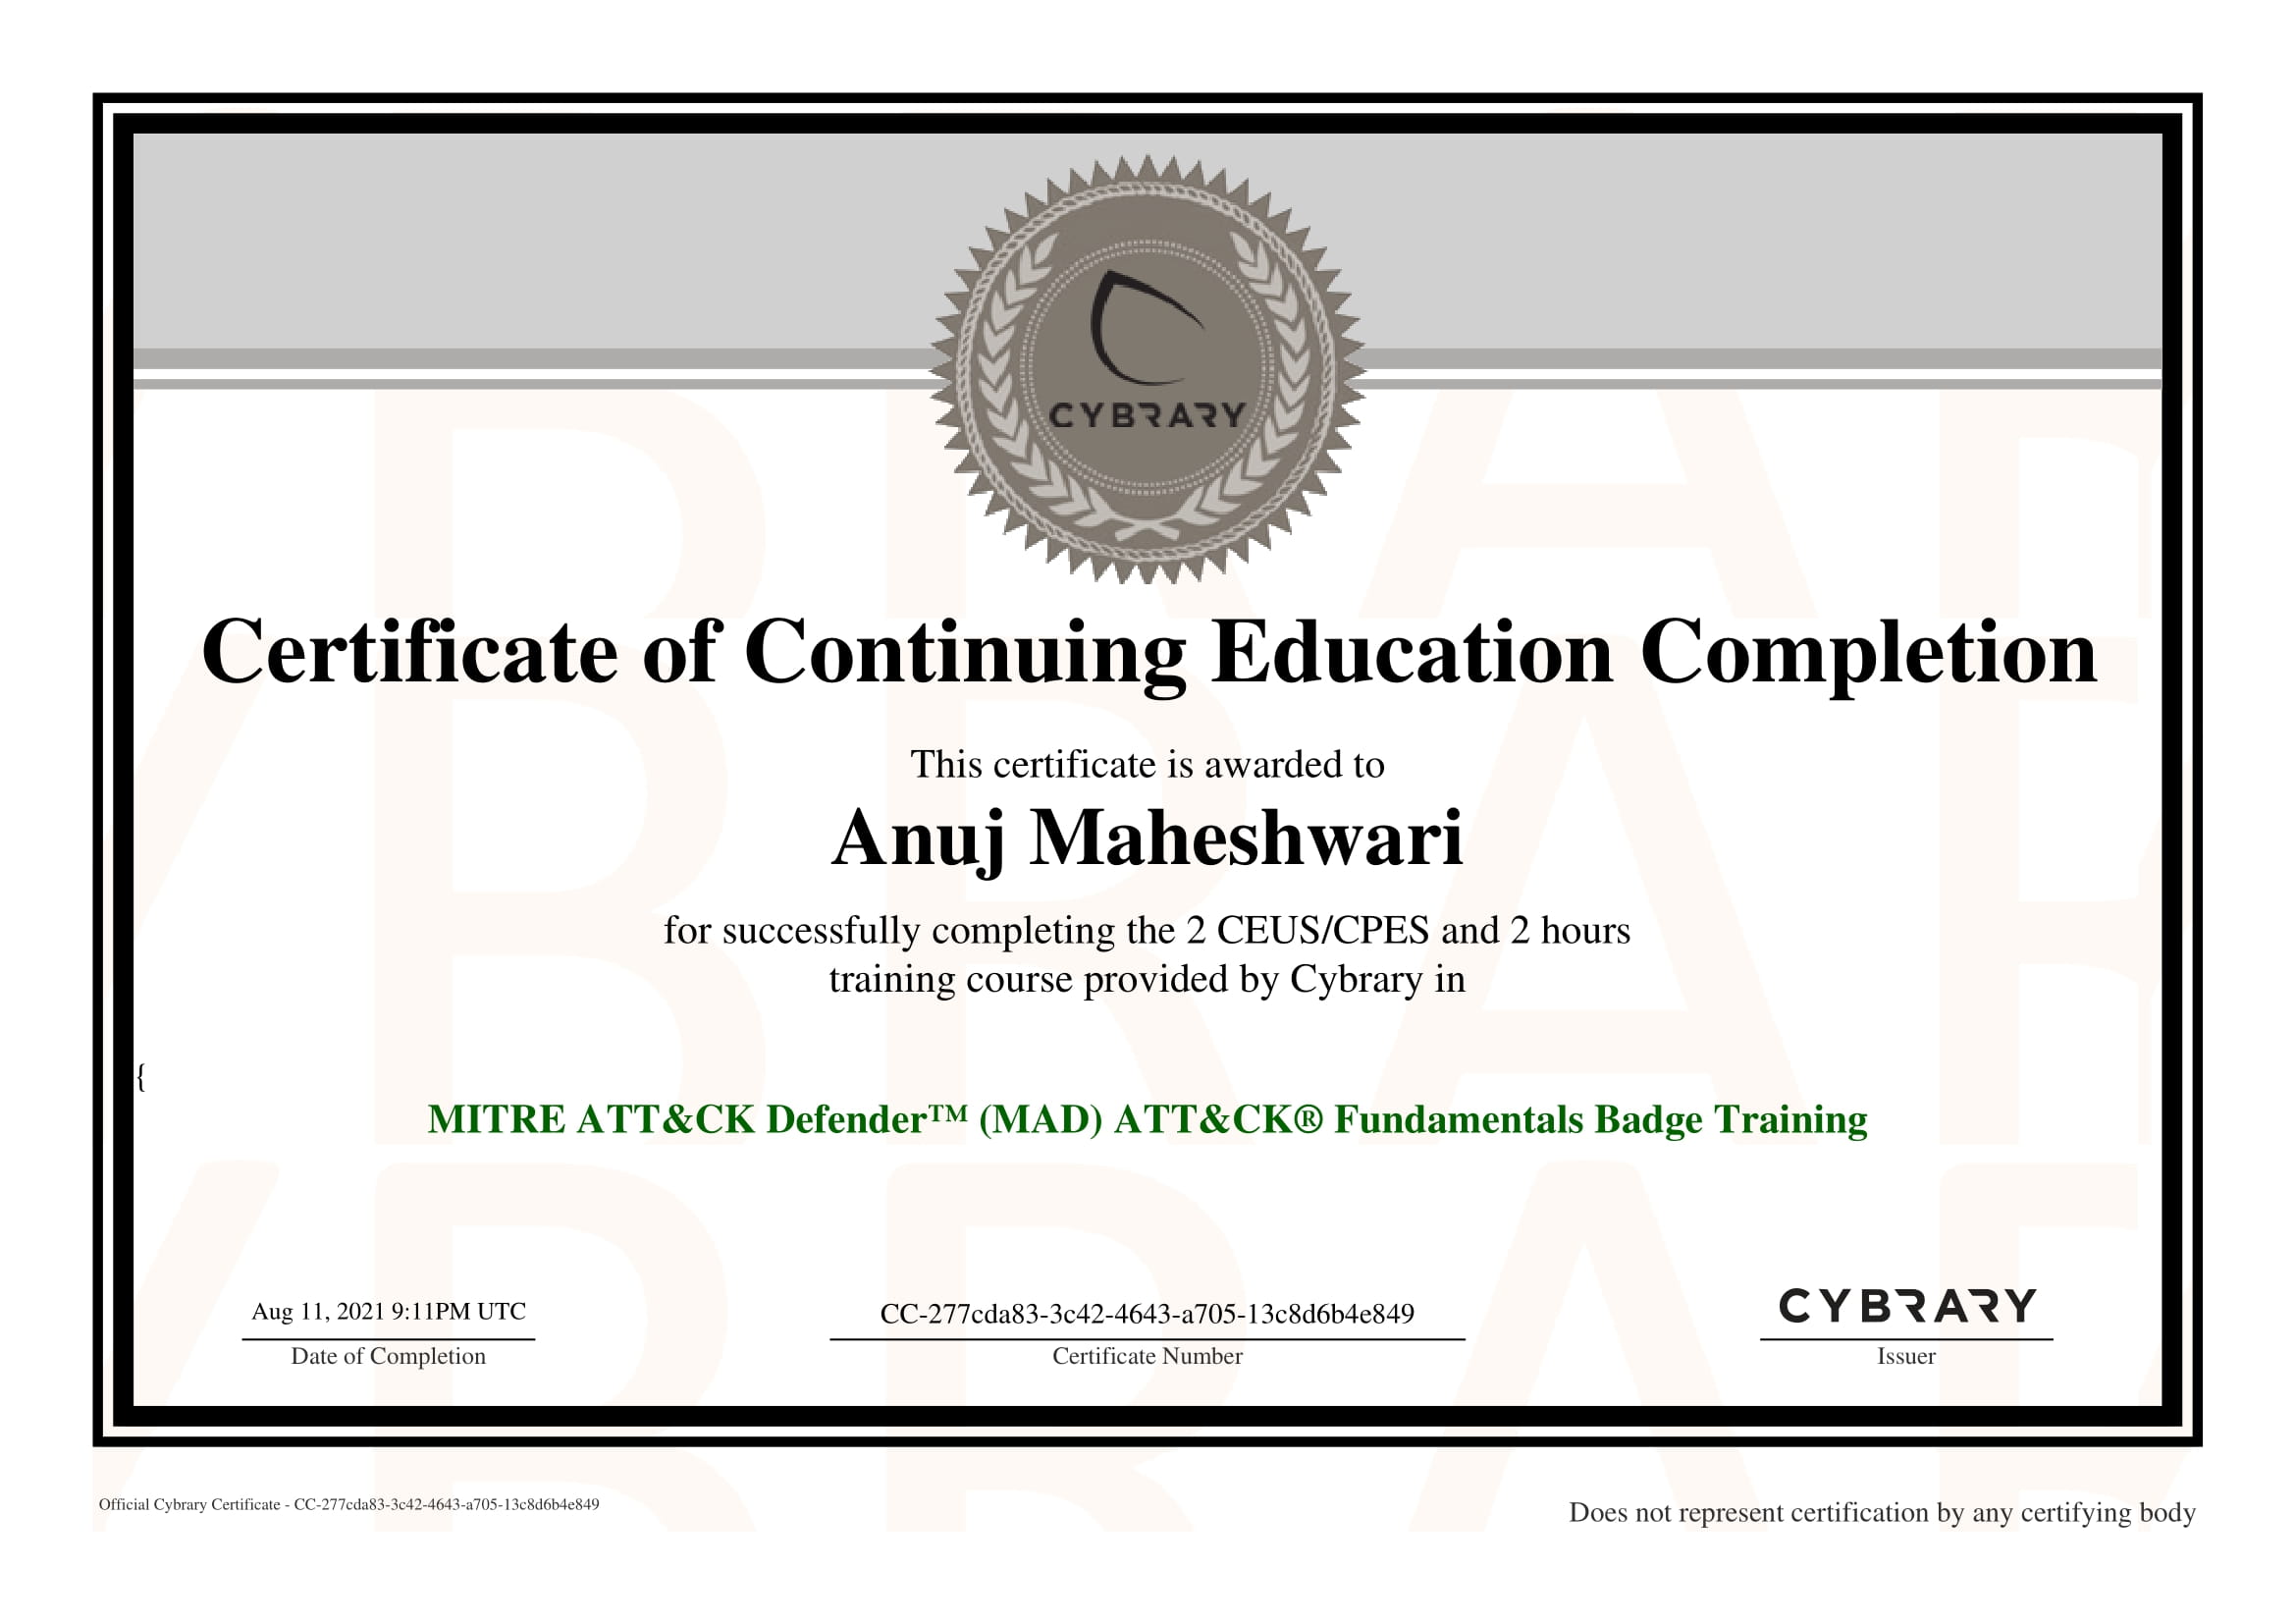 CYBRARY
Certificate of Continuing Education Completion
This certificate is awarded to
Anuj Maheshwari
for successfully completing the 2 CEUS/CPES and 2 hours
training course provided by Cybrary in
{
MITRE ATT&CK Defender™ (MAD) ATT&CK® Fundamentals Badge Training
Aug 11, 2021 9:11PM UTC
Date of Completion
CC-277cda83-3c42-4643-a705-13c8d6b4e849
Certificate Number
CYBRARY
Issuer
Official Cybrary Certificate - CC-277cda83-3c42-4643-a705-13c8d6b4e849
Does not represent certification by any certifying body